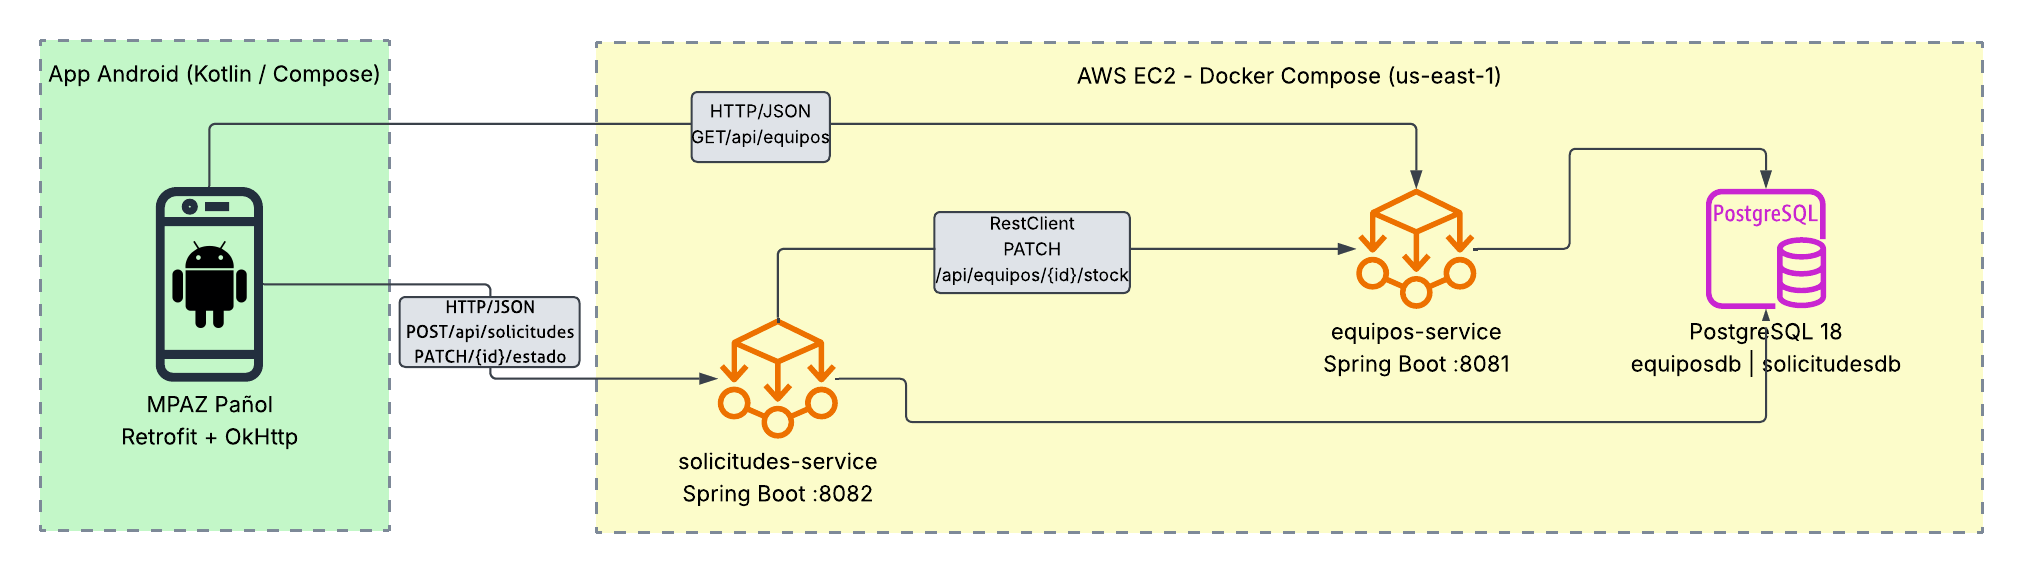 App Android (Kotlin / Compose)
AWS EC2 - Docker Compose (us-east-1)
HTTP/JSON
GET/api/equipos
RestClient
PATCH
/api/equipos/{id}/stock
HTTP/JSON
POST/api/solicitudes
PATCH/{id}/estado
MPAZ Pañol
Retrofit + OkHttp
solicitudes-service
Spring Boot :8082
equipos-service
Spring Boot :8081
PostgreSQL
PostgreSQL 18
equiposdb | solicitudesdb